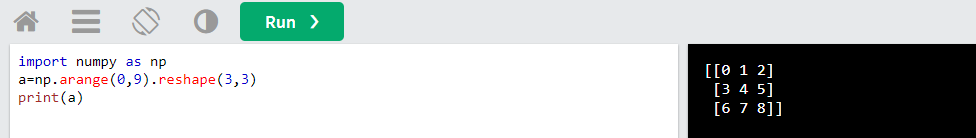 Run ❯
import numpy as np
a=np.arange(0,9).reshape(3,3)
print(a)
[[0 1 2]
 [3 4 5]
 [6 7 8]]